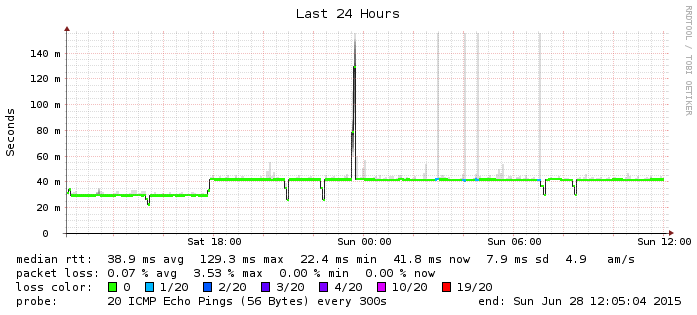 Last 24 Hours
RRDTOOL / TOBI OETIKER
Seconds
140 m
120 m
100 m
80 m
60 m
40 m
20 m
0
Sat 18:00 Sun 00:00 Sun 06:00 Sun 12:00
median rtt: 38.9 ms avg 129.3 ms max 22.4 ms min 41.8 ms now 7.9 ms sd 4.9 am/s
packet loss: 0.07 % avg 3.53 % max 0.00 % min 0.00 % now
loss color: 0 1/20 2/20 3/20 4/20 10/20 19/20
probe: 20 ICMP Echo Pings (56 Bytes) every 300s end: Sun Jun 28 12:05:04 2015